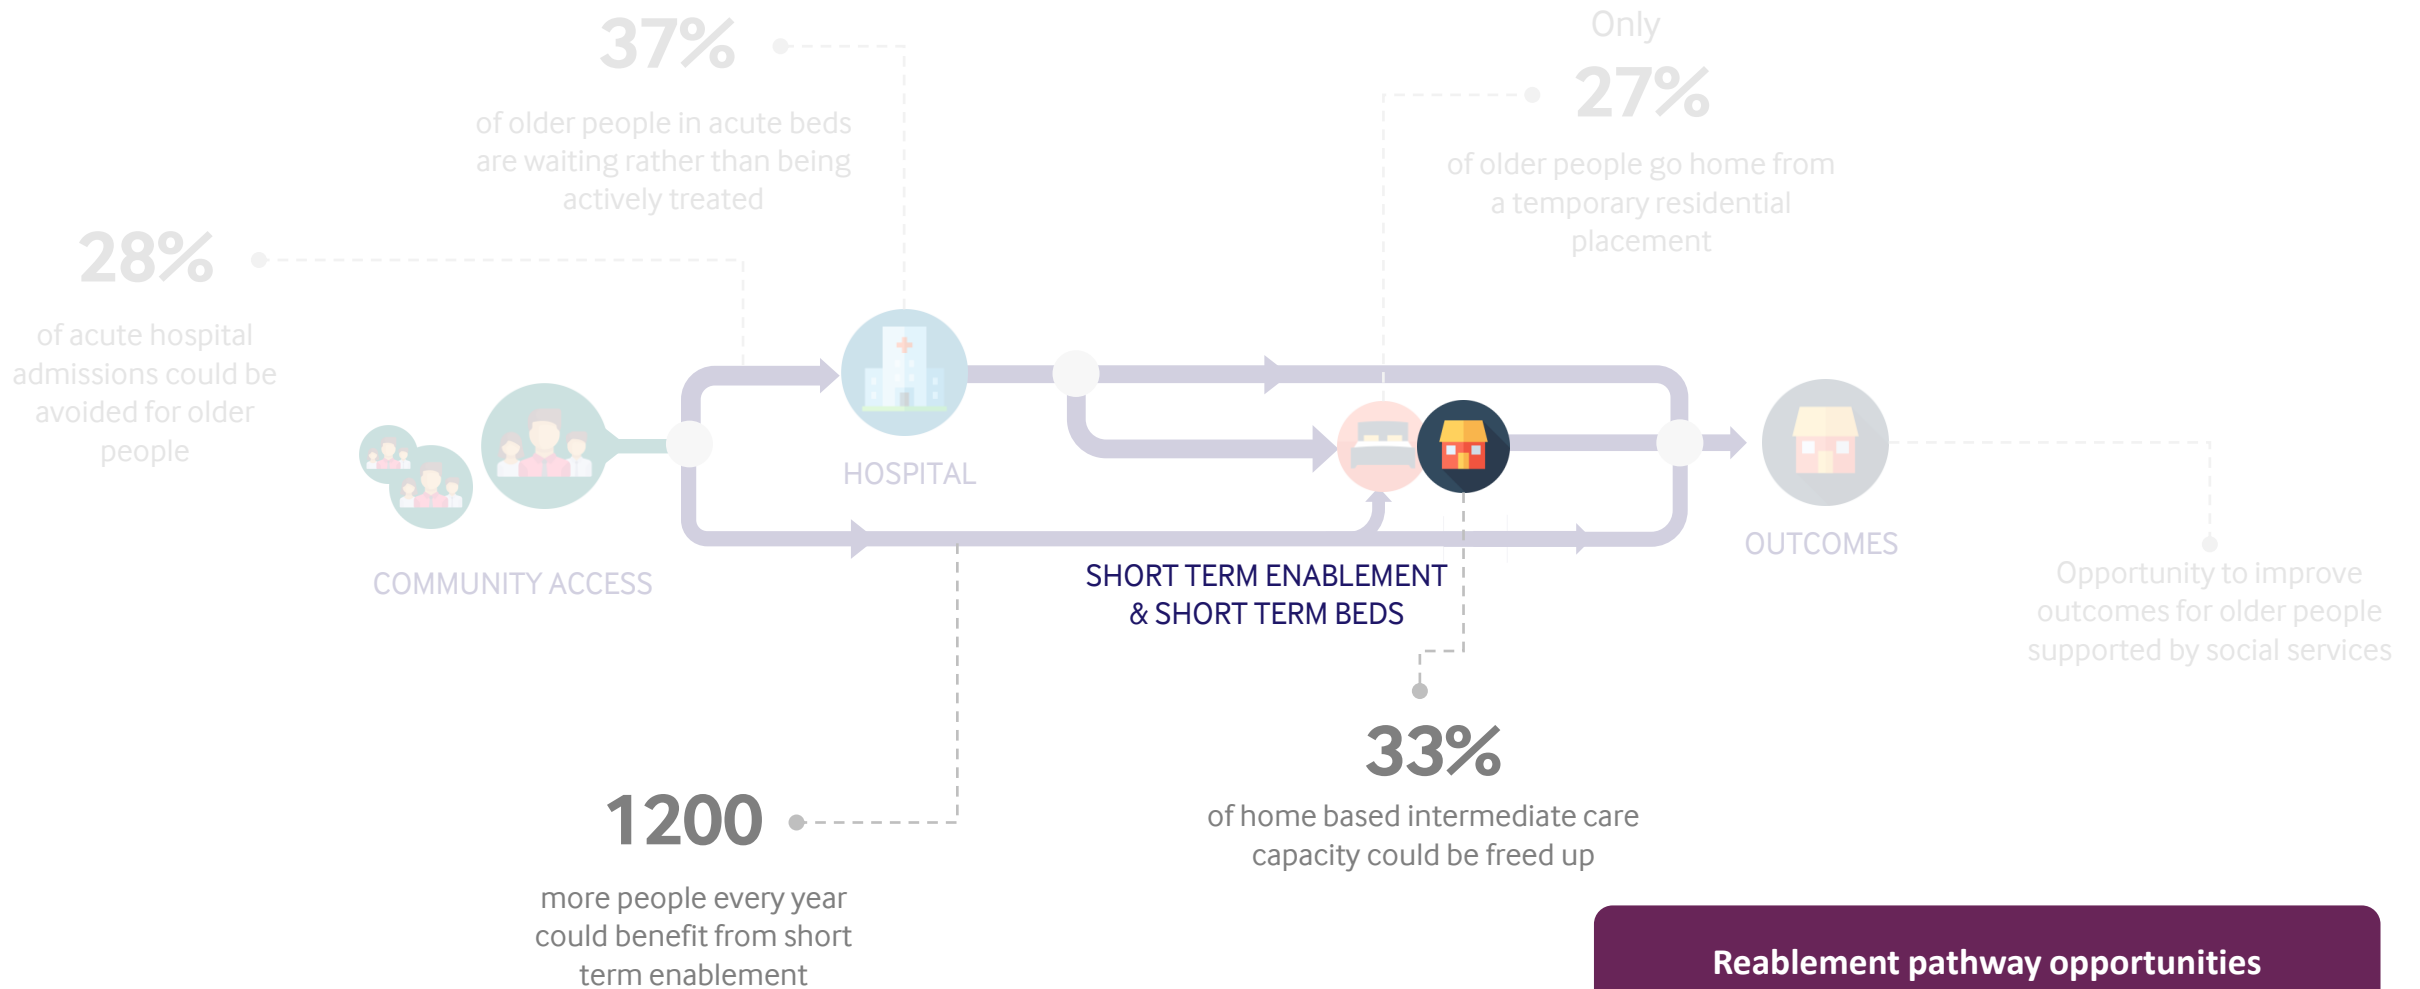 37%
of older people in acute beds
are waiting rather than being
actively treated
Only
27%
of older people go home from
a temporary residential
placement
28%
of acute hospital
admissions could be
avoided for older
people
HOSPITAL
COMMUNITY ACCESS
SHORT TERM ENABLEMENT
& SHORT TERM BEDS
OUTCOMES
Opportunity to improve
outcomes for older people
supported by social services
33%
of home based intermediate care
capacity could be freed up
1200
more people every year
could benefit from short
term enablement
Reablement pathway opportunities